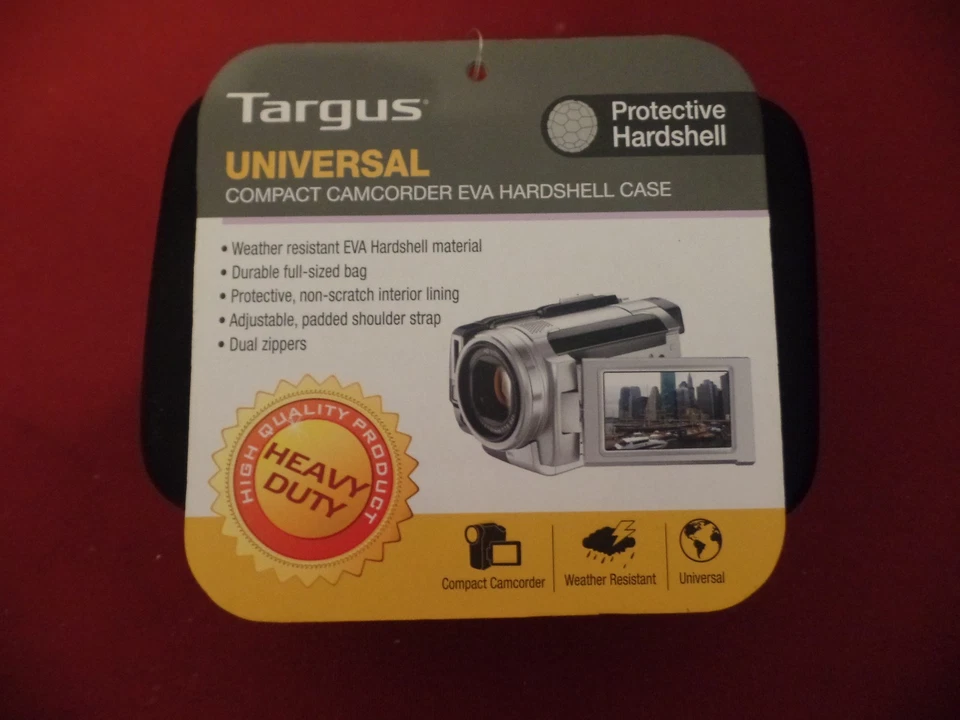 Targus
Protective
Hardshell
UNIVERSAL
COMPACT CAMCORDER EVA HARDSHELL CASE
• Weather resistant EVA Hardshell material
• Durable full-sized bag
• Protective, non-scratch interior lining
• Adjustable, padded shoulder strap
• Dual zippers
HIGH QUALITY PRODUCT
HEAVY
DUTY
Compact Camcorder
Weather Resistant
Universal